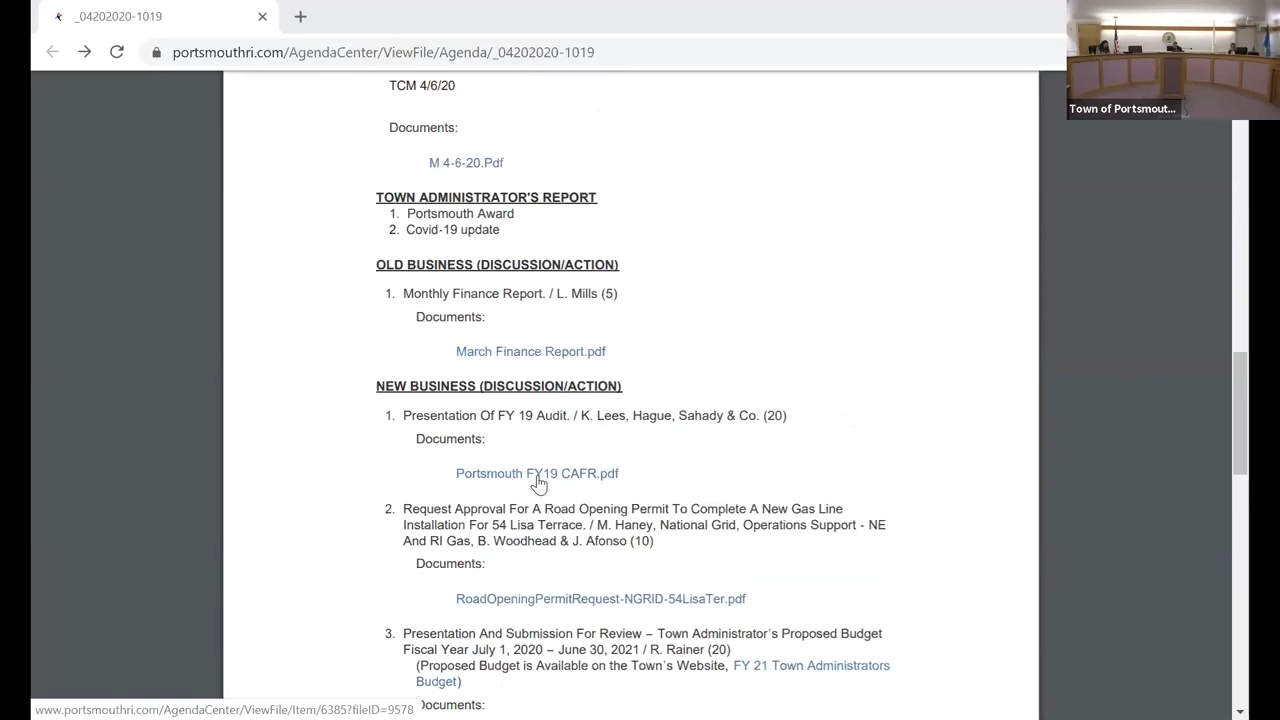 _04202020-1019
portsmouthri.com/AgendaCenter/ViewFile/Agenda/_04202020-1019
Town of Portsmout...
TCM 4/6/20
Documents:
M 4-6-20.Pdf
TOWN ADMINISTRATOR'S REPORT
1. Portsmouth Award
2. Covid-19 update
OLD BUSINESS (DISCUSSION/ACTION)
1. Monthly Finance Report. / L. Mills (5)
Documents:
March Finance Report.pdf
NEW BUSINESS (DISCUSSION/ACTION)
1. Presentation Of FY 19 Audit. / K. Lees, Hague, Sahady & Co. (20)
Documents:
Portsmouth FY19 CAFR.pdf
2. Request Approval For A Road Opening Permit To Complete A New Gas Line
Installation For 54 Lisa Terrace. / M. Haney, National Grid, Operations Support - NE
And RI Gas, B. Woodhead & J. Afonso (10)
Documents:
RoadOpeningPermitRequest-NGRID-54LisaTer.pdf
3. Presentation And Submission For Review – Town Administrator's Proposed Budget
Fiscal Year July 1, 2020 – June 30, 2021 / R. Rainer (20)
(Proposed Budget is Available on the Town's Website, FY 21 Town Administrators
Budget)
Documents:
www.portsmouthri.com/AgendaCenter/ViewFile/Item/6385?fileID=9578